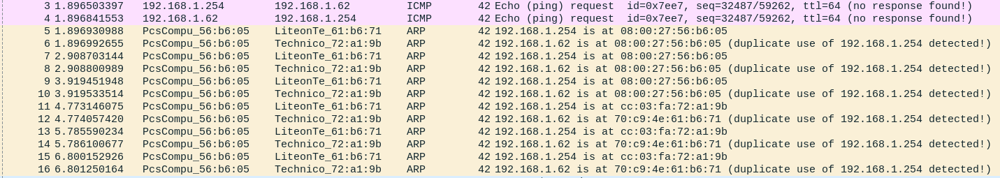 3 1.896503397 192.168.1.254 192.168.1.62 ICMP 42 Echo (ping) request id=0x7ee7, seq=32487/59262, ttl=64 (no response found!)
4 1.896841553 192.168.1.62 192.168.1.254 ICMP 42 Echo (ping) request id=0x7ee7, seq=32487/59262, ttl=64 (no response found!)
5 1.896930988 PcsCompu_56:b6:05 LiteonTe_61:b6:71 ARP 42 192.168.1.254 is at 08:00:27:56:b6:05
6 1.896992655 PcsCompu_56:b6:05 Technico_72:a1:9b ARP 42 192.168.1.62 is at 08:00:27:56:b6:05 (duplicate use of 192.168.1.254 detected!)
7 2.908703144 PcsCompu_56:b6:05 LiteonTe_61:b6:71 ARP 42 192.168.1.254 is at 08:00:27:56:b6:05
8 2.908800989 PcsCompu_56:b6:05 Technico_72:a1:9b ARP 42 192.168.1.62 is at 08:00:27:56:b6:05 (duplicate use of 192.168.1.254 detected!)
9 3.919451948 PcsCompu_56:b6:05 LiteonTe_61:b6:71 ARP 42 192.168.1.254 is at 08:00:27:56:b6:05
10 3.919533514 PcsCompu_56:b6:05 Technico_72:a1:9b ARP 42 192.168.1.62 is at 08:00:27:56:b6:05 (duplicate use of 192.168.1.254 detected!)
11 4.773146075 PcsCompu_56:b6:05 LiteonTe_61:b6:71 ARP 42 192.168.1.254 is at cc:03:fa:72:a1:9b
12 4.774057420 PcsCompu_56:b6:05 Technico_72:a1:9b ARP 42 192.168.1.62 is at 70:c9:4e:61:b6:71 (duplicate use of 192.168.1.254 detected!)
13 5.785590234 PcsCompu_56:b6:05 LiteonTe_61:b6:71 ARP 42 192.168.1.254 is at cc:03:fa:72:a1:9b
14 5.786100677 PcsCompu_56:b6:05 Technico_72:a1:9b ARP 42 192.168.1.62 is at 70:c9:4e:61:b6:71 (duplicate use of 192.168.1.254 detected!)
15 6.800152926 PcsCompu_56:b6:05 LiteonTe_61:b6:71 ARP 42 192.168.1.254 is at cc:03:fa:72:a1:9b
16 6.801250164 PcsCompu_56:b6:05 Technico_72:a1:9b ARP 42 192.168.1.62 is at 70:c9:4e:61:b6:71 (duplicate use of 192.168.1.254 detected!)